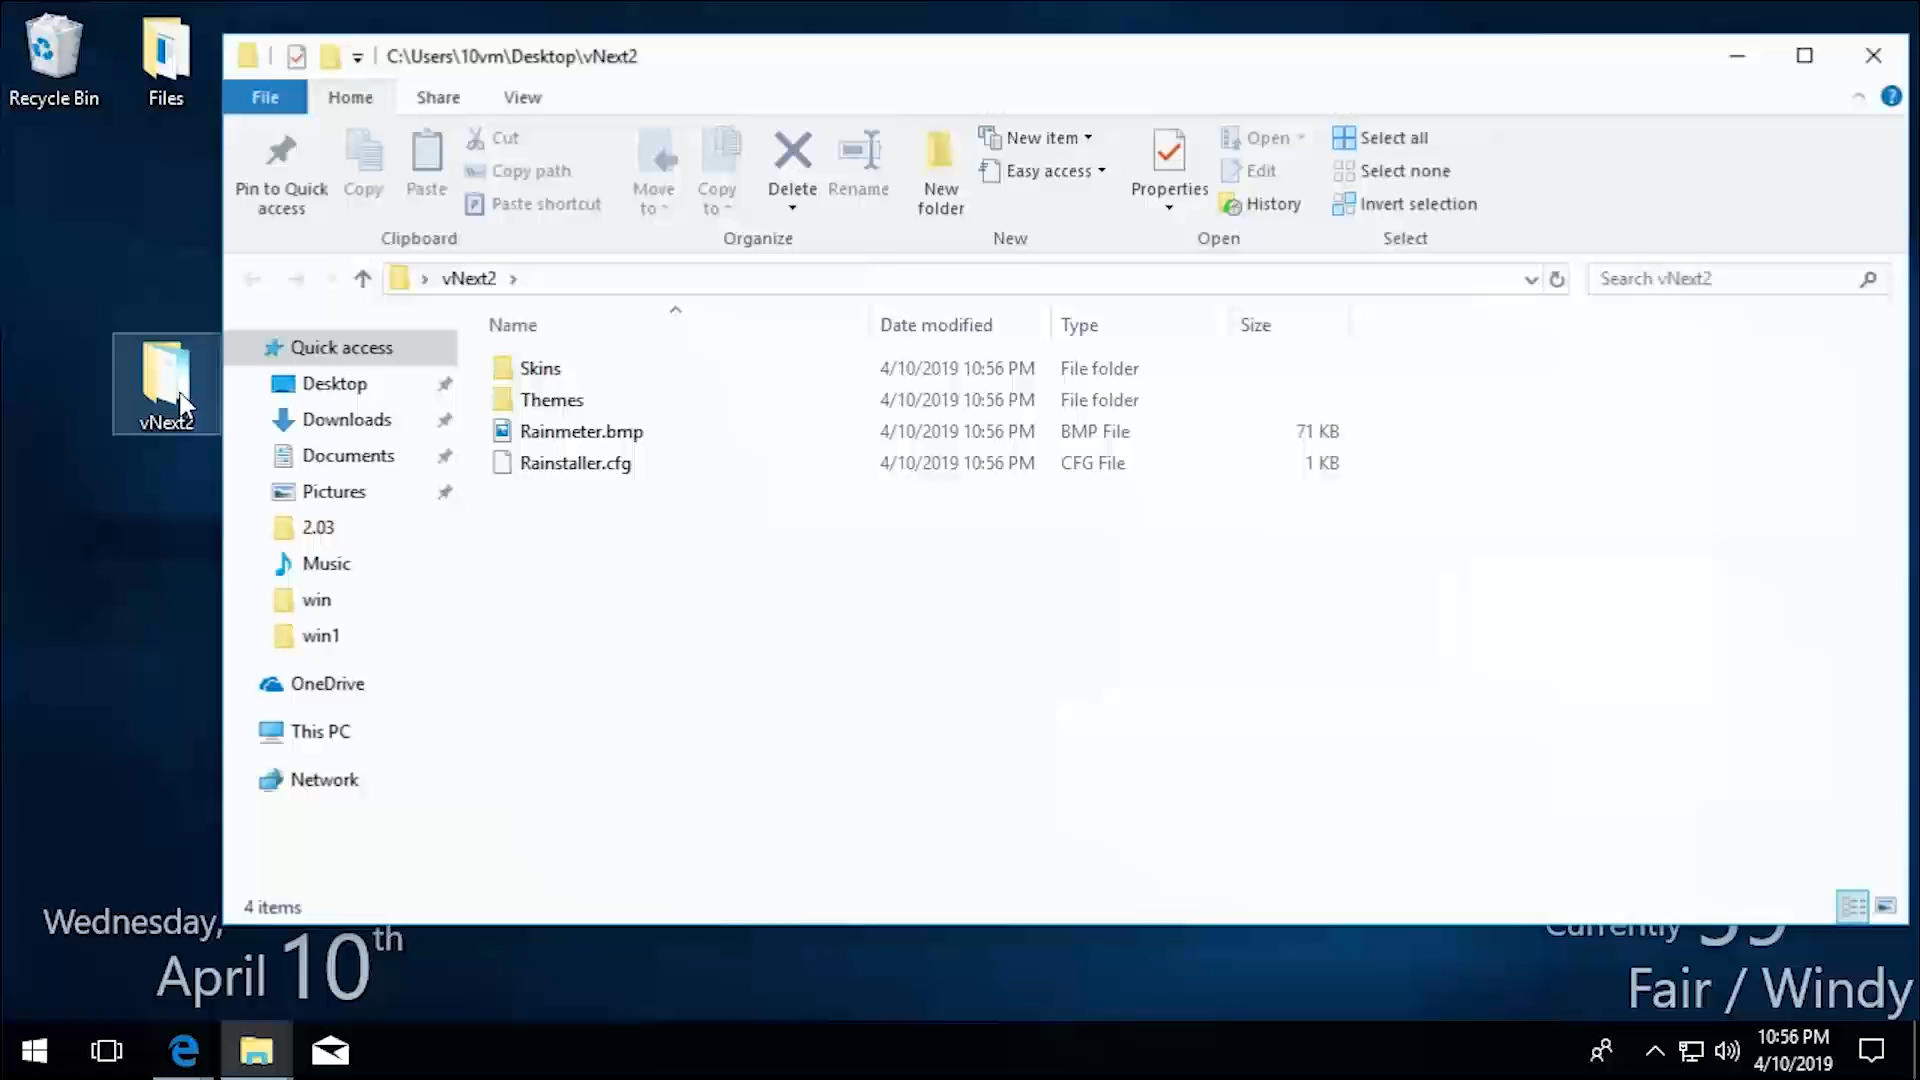 Recycle Bin
Files
vNext2
C:\Users\10vm\Desktop\vNext2
File
Home
Share
View
Pin to Quick
access
Copy
Paste
Cut
Copy path
Paste shortcut
Clipboard
Move
to
Copy
to
Delete
Rename
Organize
New
folder
New item
Easy access
New
Properties
Open
Edit
History
Open
Select all
Select none
Invert selection
Select
vNext2
Search vNext2
Name
Date modified
Type
Size
Skins
4/10/2019 10:56 PM
File folder
Themes
4/10/2019 10:56 PM
File folder
Rainmeter.bmp
4/10/2019 10:56 PM
BMP File
71 KB
Rainstaller.cfg
4/10/2019 10:56 PM
CFG File
1 KB
Quick access
Desktop
Downloads
Documents
Pictures
2.03
Music
win
win1
OneDrive
This PC
Network
4 items
Wednesday,
April 10th
Currently
Fair / Windy
10:56 PM
4/10/2019